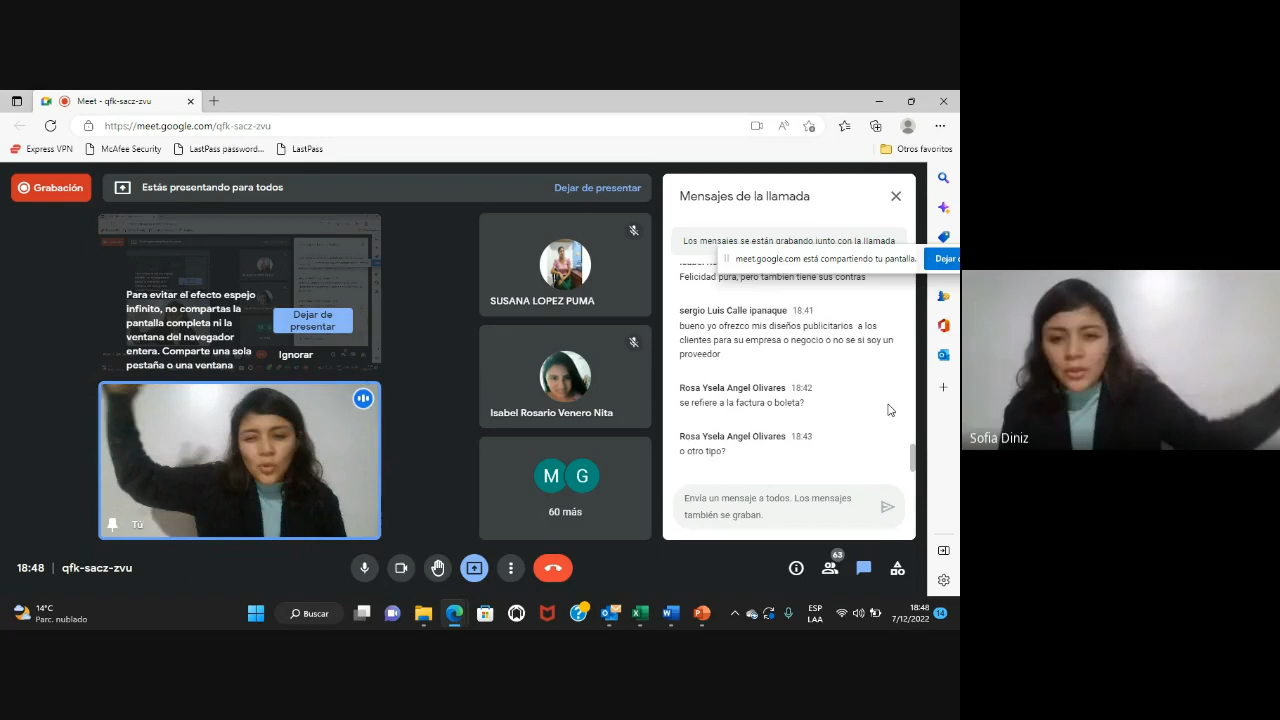 Meet - qfk-sacz-zvu
https://meet.google.com/qfk-sacz-zvu
Express VPN
McAfee Security
LastPass password...
LastPass
Otros favoritos
Grabación
Estás presentando para todos
Dejar de presentar
Para evitar el efecto espejo
infinito, no compartas la
pantalla completa ni la
ventana del navegador
entera. Comparte una sola
pestaña o una ventana
Dejar de
presentar
Ignorar
Tú
SUSANA LOPEZ PUMA
Isabel Rosario Venero Nita
M
G
60 más
Mensajes de la llamada
Los mensajes se están grabando junto con la llamada
meet.google.com está compartiendo tu pantalla.
Dejar
Felicidad pura, pero tambien tiene sus contras
sergio Luis Calle ipanaque 18:41
bueno yo ofrezco mis diseños publicitarios a los
clientes para su empresa o negocio o no se si soy un
proveedor
Rosa Ysela Angel Olivares 18:42
se refiere a la factura o boleta?
Rosa Ysela Angel Olivares 18:43
o otro tipo?
Envía un mensaje a todos. Los mensajes
también se graban.
Sofia Diniz
18:48
qfk-sacz-zvu
63
14°C
Parc. nublado
Buscar
ESP
LAA
18:48
7/12/2022
14